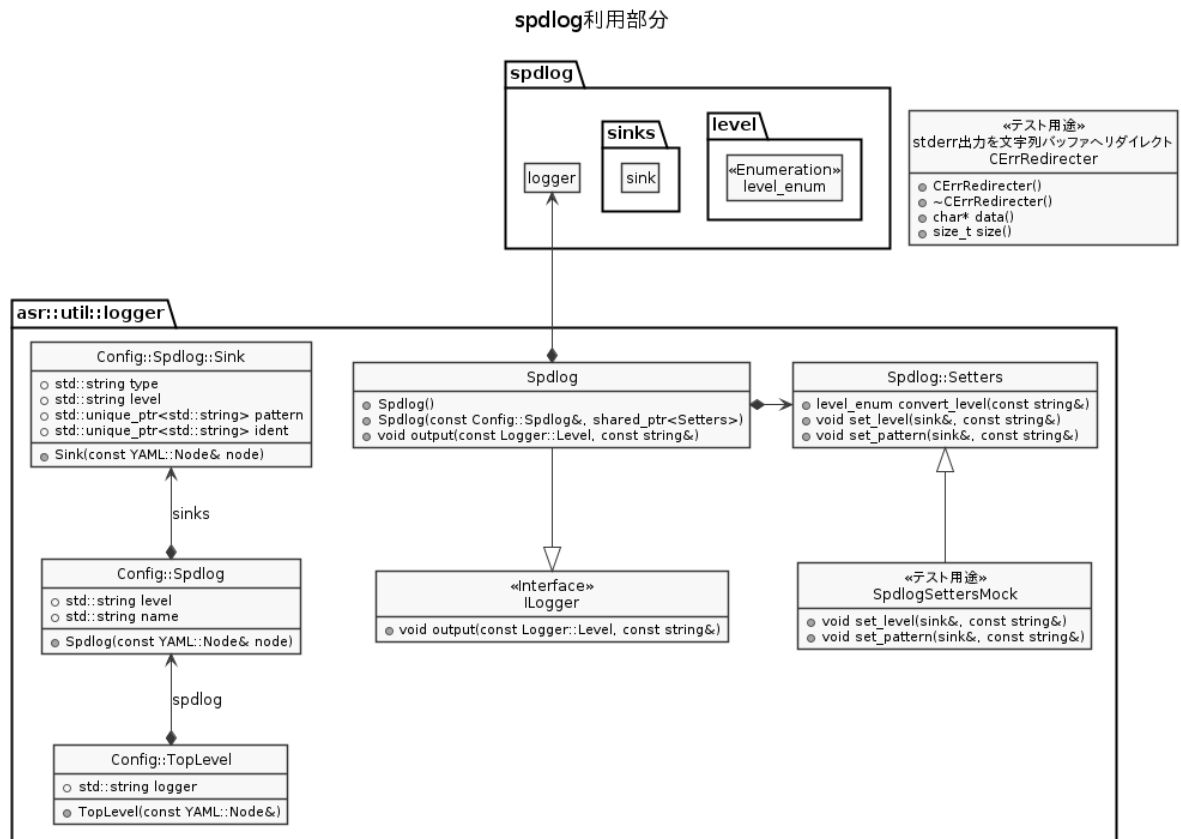 spdlog利用部分
spdlog
logger
sinks
sink
level
«Enumeration»
level_enum
«テスト用途»
stderr出力を文字列バッファへリダイレクト
CErrRedirecter
CErrRedirecter()
~CErrRedirecter()
char* data()
size_t size()
asr::util::logger
Config::Spdlog::Sink
std::string type
std::string level
std::unique_ptr<std::string> pattern
std::unique_ptr<std::string> ident
Sink(const YAML::Node& node)
sinks
Config::Spdlog
std::string level
std::string name
Spdlog(const YAML::Node& node)
spdlog
Config::TopLevel
std::string logger
TopLevel(const YAML::Node&)
Spdlog
Spdlog()
Spdlog(const Config::Spdlog&, shared_ptr<Setters>)
void output(const Logger::Level, const string&)
«Interface»
ILogger
void output(const Logger::Level, const string&)
Spdlog::Setters
level_enum convert_level(const string&)
void set_level(sink&, const string&)
void set_pattern(sink&, const string&)
«テスト用途»
SpdlogSettersMock
void set_level(sink&, const string&)
void set_pattern(sink&, const string&)